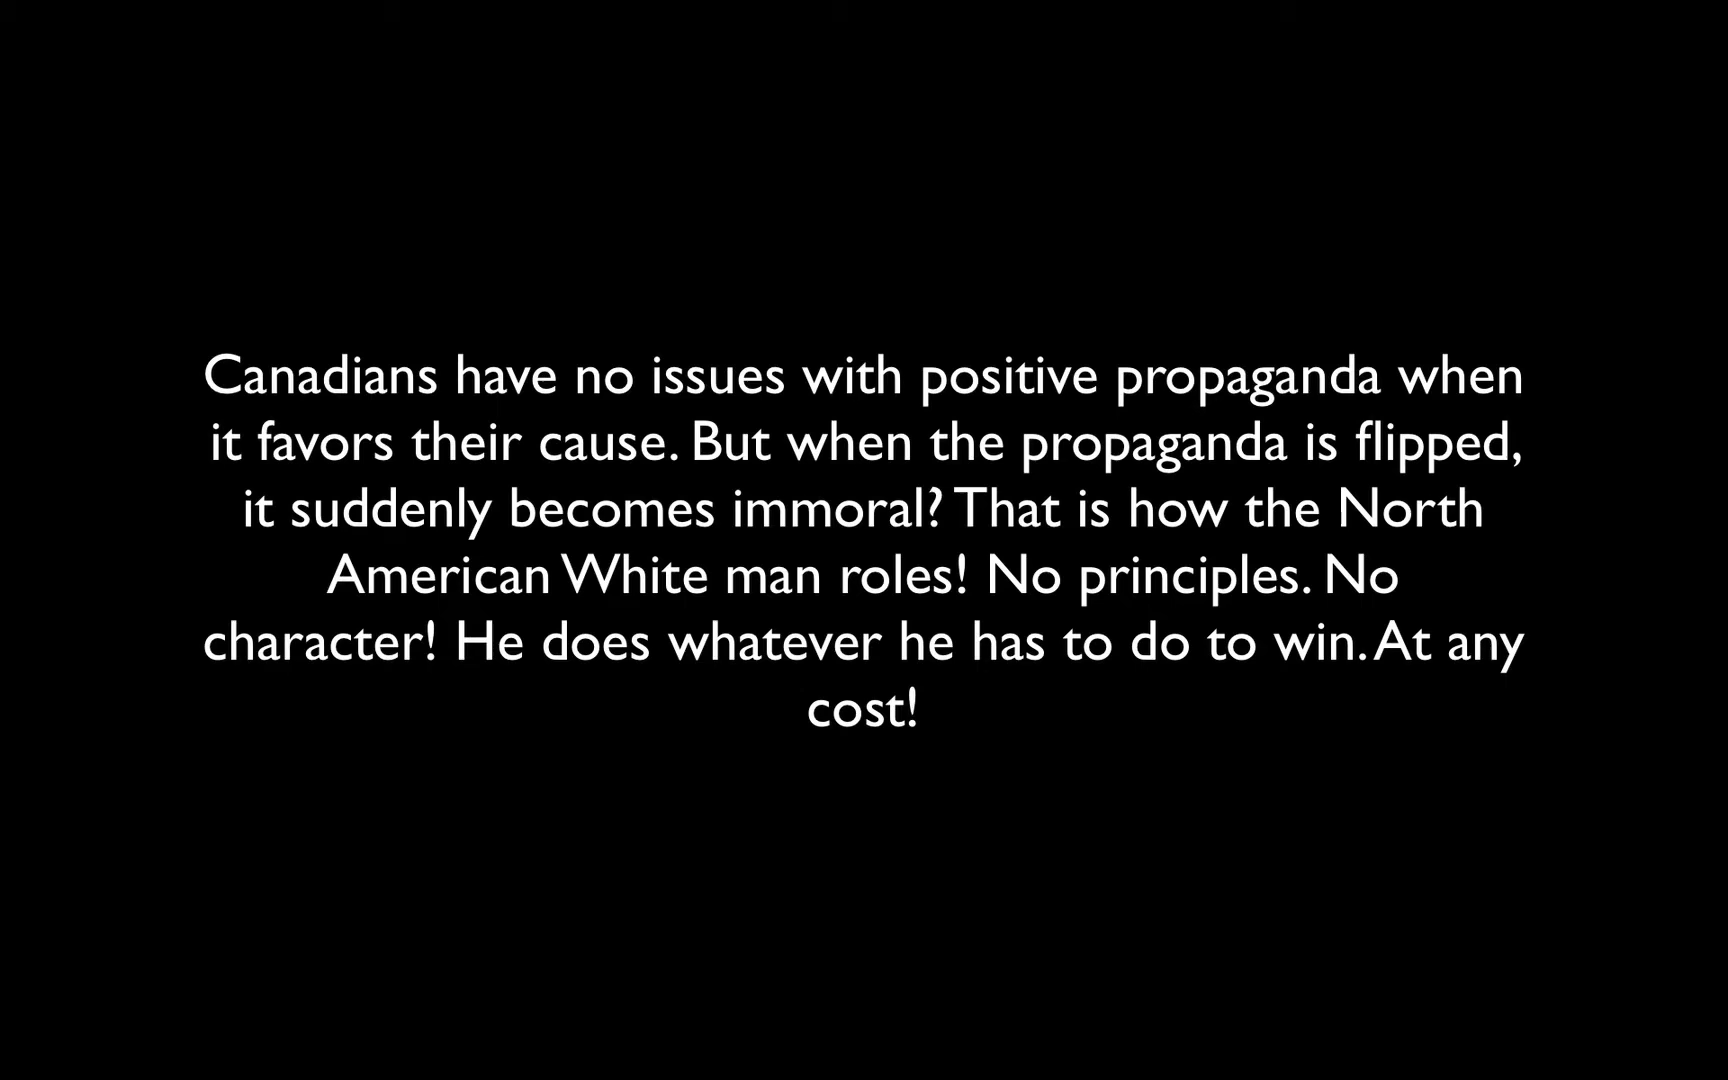 Canadians have no issues with positive propaganda when
it favors their cause. But when the propaganda is flipped,
it suddenly becomes immoral? That is how the North
American White man roles! No principles. No
character! He does whatever he has to do to win. At any
cost!